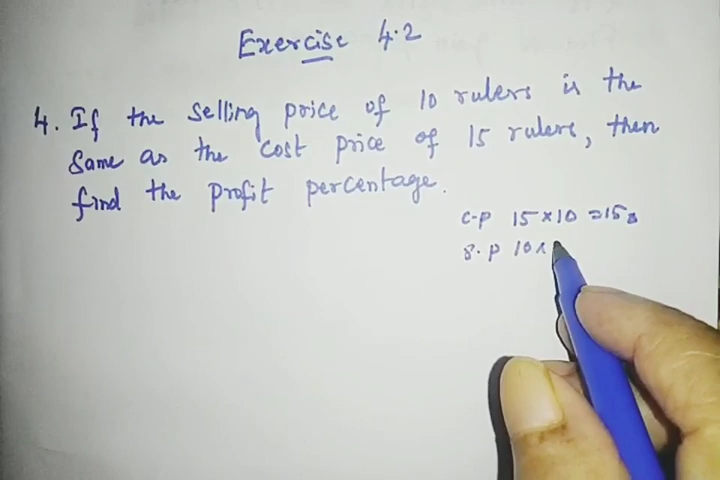 Exercise 4.2
4. If the selling price of 10 rulers is the
same as the cost price of 15 rulers, then
find the profit percentage.
C.P 15 × 10 = 150
S.P 10 ×